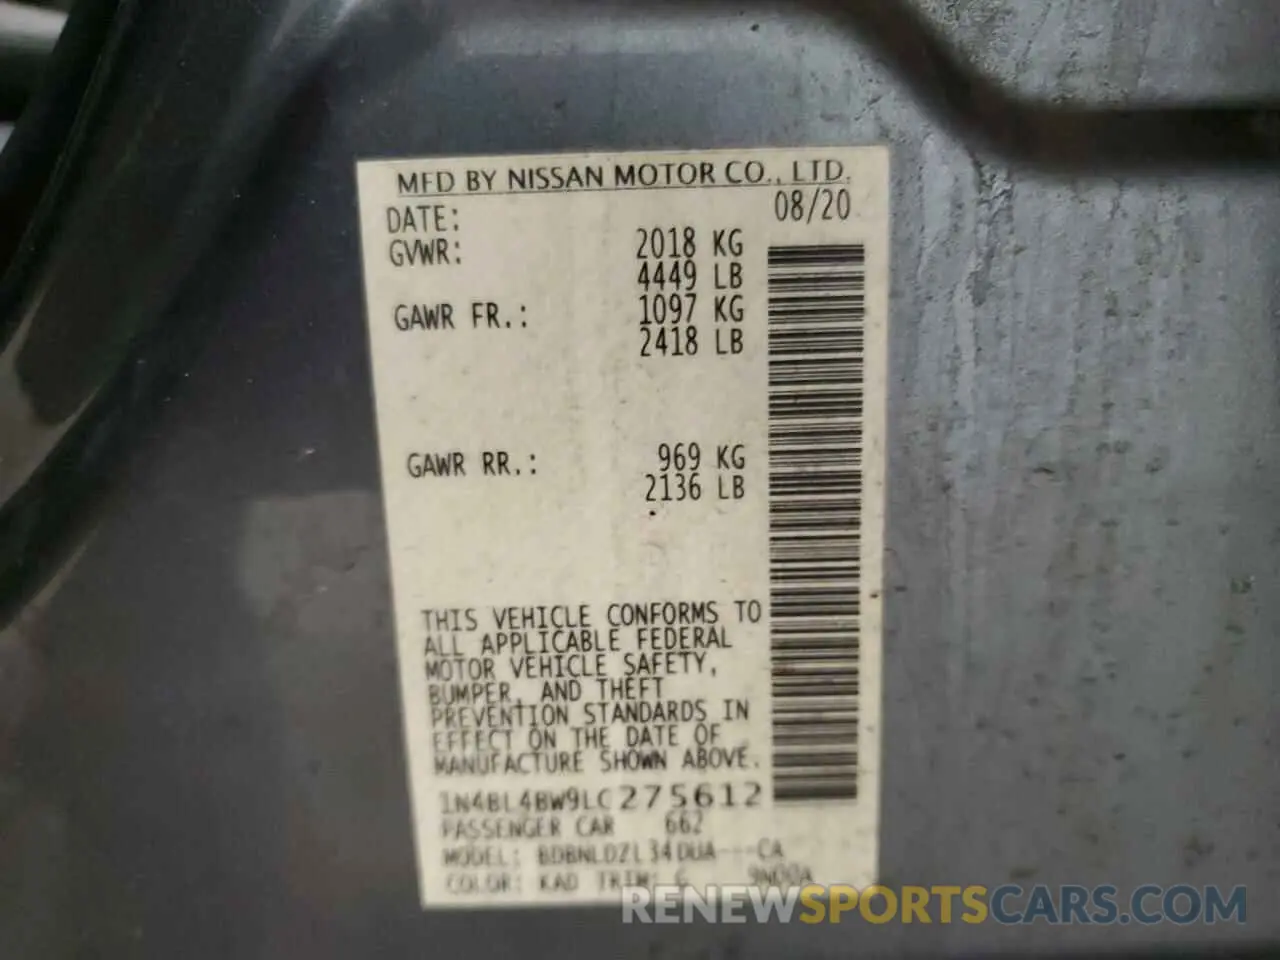 MFD BY NISSAN MOTOR CO., LTD.
DATE: 08/20
GVWR: 2018 KG
4449 LB
GAWR FR.: 1097 KG
2418 LB
GAWR RR.: 969 KG
2136 LB
THIS VEHICLE CONFORMS TO
ALL APPLICABLE FEDERAL
MOTOR VEHICLE SAFETY,
BUMPER, AND THEFT
PREVENTION STANDARDS IN
EFFECT ON THE DATE OF
MANUFACTURE SHOWN ABOVE.
1N4BL4BW9LC275612
PASSENGER CAR 662
MODEL: BDBNLDZL34DUA---CA
COLOR: KAD TRIM: G 9N00A
RENEWSPORTSCARS.COM